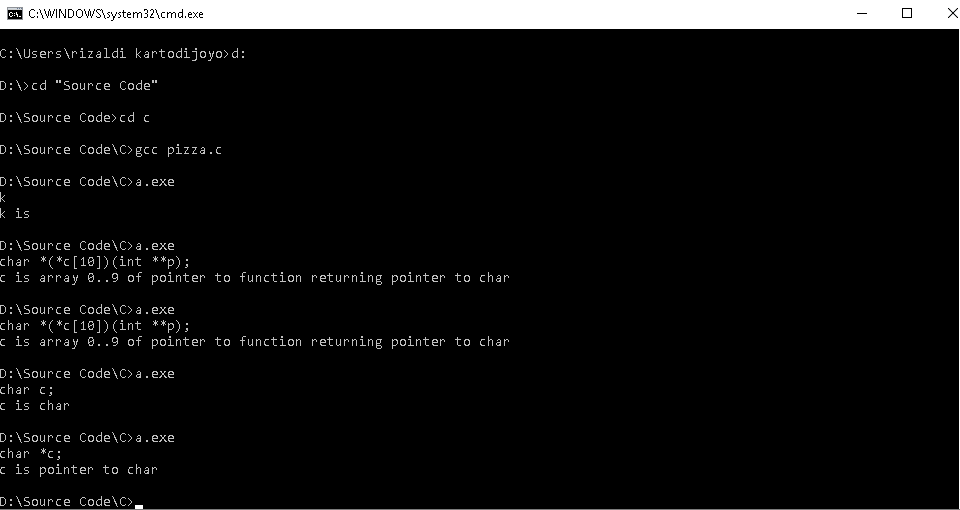 C:\WINDOWS\system32\cmd.exe
C:\Users\rizaldi kartodijoyo>d:
D:\>cd "Source Code"
D:\Source Code>cd c
D:\Source Code\C>gcc pizza.c
D:\Source Code\C>a.exe
k
k is
D:\Source Code\C>a.exe
char *(*c[10])(int **p);
c is array 0..9 of pointer to function returning pointer to char
D:\Source Code\C>a.exe
char *(*c[10])(int **p);
c is array 0..9 of pointer to function returning pointer to char
D:\Source Code\C>a.exe
char c;
c is char
D:\Source Code\C>a.exe
char *c;
c is pointer to char
D:\Source Code\C>